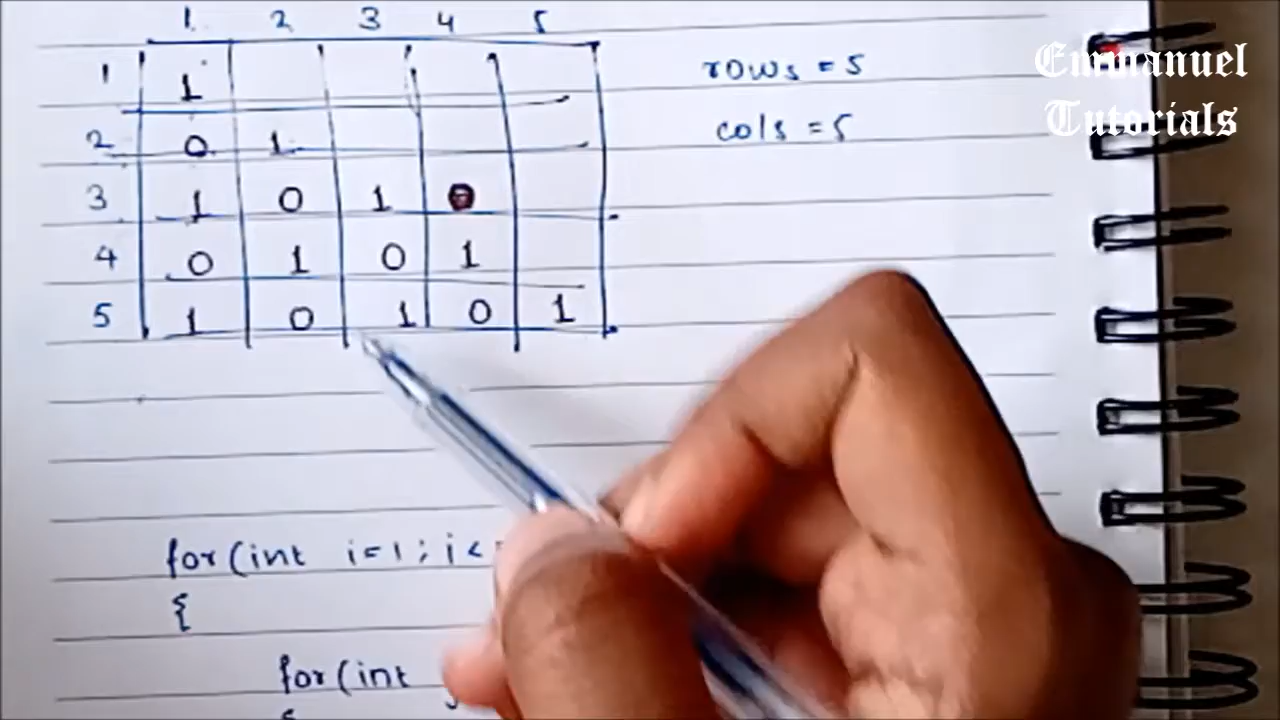 1 2 3 4 5
1 1
2 0 1
3 1 0 1
4 0 1 0 1
5 1 0 1 0 1
rows = 5
cols = 5
Emmanuel
Tutorials
for(int i=1; i<
{
for(int
{